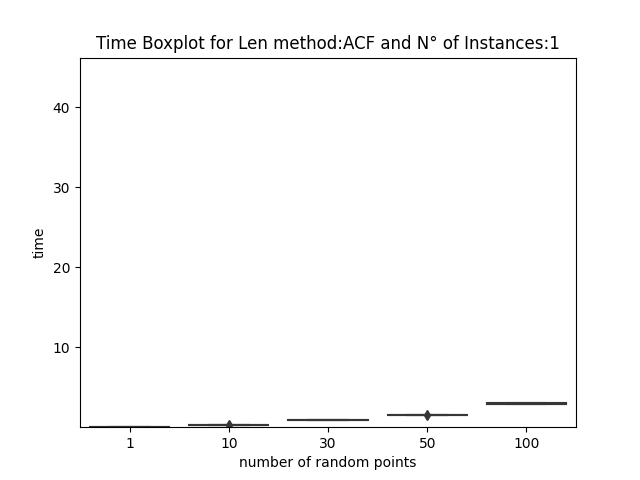 Time Boxplot for Len method:ACF and N° of Instances:1
40
30
20
10
time
1 10 30 50 100
number of random points